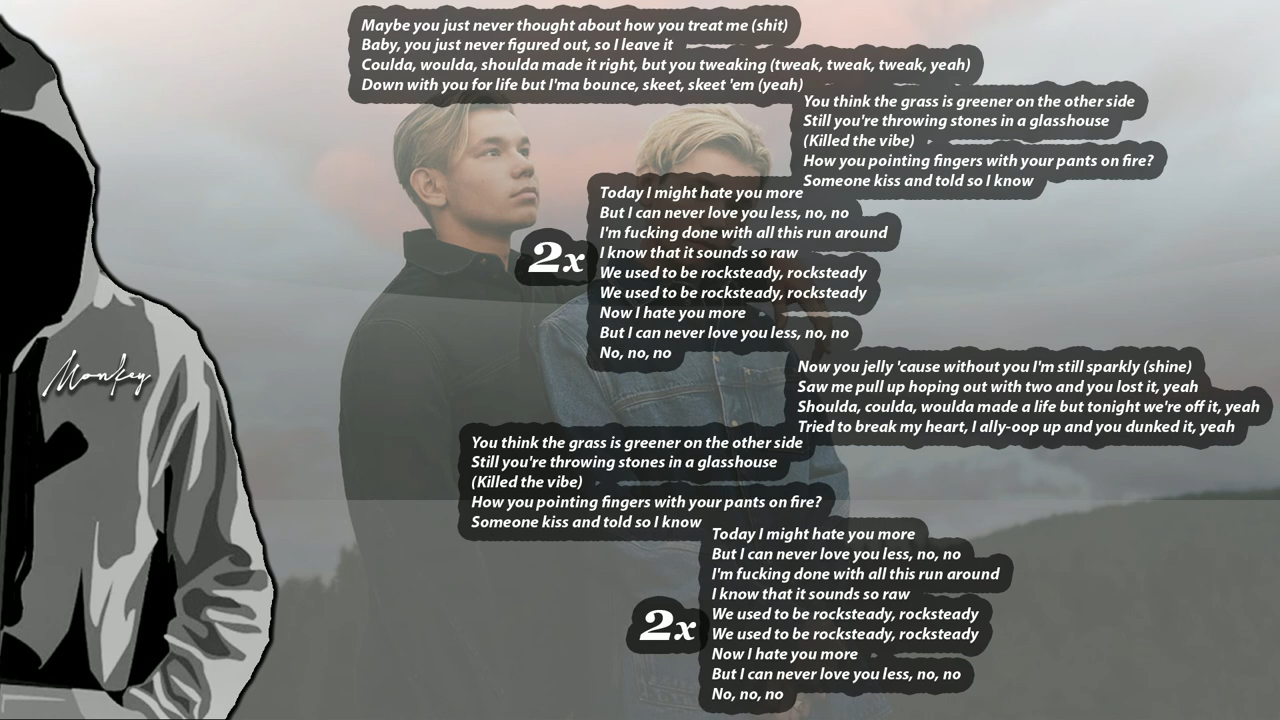 Maybe you just never thought about how you treat me (shit)
Baby, you just never figured out, so I leave it
Coulda, woulda, shoulda made it right, but you tweaking (tweak, tweak, tweak, yeah)
Down with you for life but I'ma bounce, skeet, skeet 'em (yeah)
You think the grass is greener on the other side
Still you're throwing stones in a glasshouse
(Killed the vibe)
How you pointing fingers with your pants on fire?
Someone kiss and told so I know
2x
Today I might hate you more
But I can never love you less, no, no
I'm fucking done with all this run around
I know that it sounds so raw
We used to be rocksteady, rocksteady
We used to be rocksteady, rocksteady
Now I hate you more
But I can never love you less, no, no
No, no, no
Monkey
Now you jelly 'cause without you I'm still sparkly (shine)
Saw me pull up hoping out with two and you lost it, yeah
Shoulda, coulda, woulda made a life but tonight we're off it, yeah
Tried to break my heart, I ally-oop up and you dunked it, yeah
You think the grass is greener on the other side
Still you're throwing stones in a glasshouse
(Killed the vibe)
How you pointing fingers with your pants on fire?
Someone kiss and told so I know
2x
Today I might hate you more
But I can never love you less, no, no
I'm fucking done with all this run around
I know that it sounds so raw
We used to be rocksteady, rocksteady
We used to be rocksteady, rocksteady
Now I hate you more
But I can never love you less, no, no
No, no, no